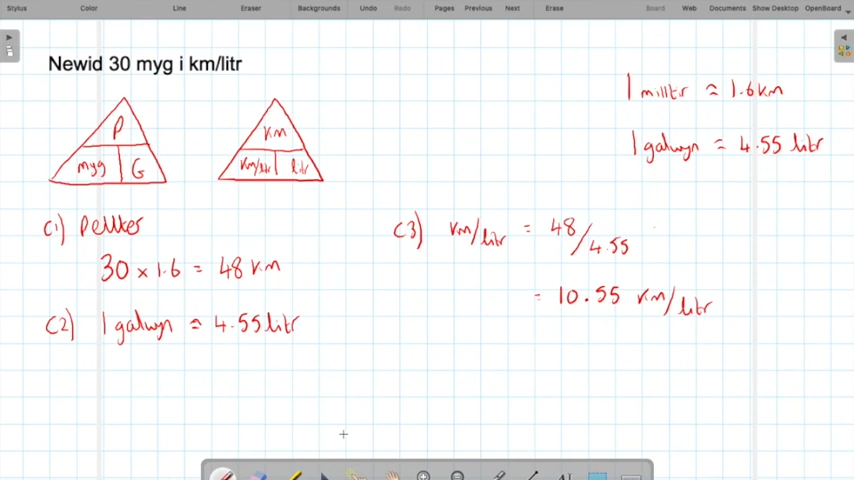 Stylus Color Line Eraser Backgrounds Undo Redo Pages Previous Next Erase Board Web Documents Show Desktop OpenBoard
Newid 30 myg i km/litr
1 milltir ≈ 1.6 km
1 galwyn ≈ 4.55 litr
P
myg G
km
km/litr litr
C1) Pellter
30 × 1.6 = 48 km
C2) 1 galwyn ≈ 4.55 litr
C3) km/litr = 48/4.55
= 10.55 km/litr